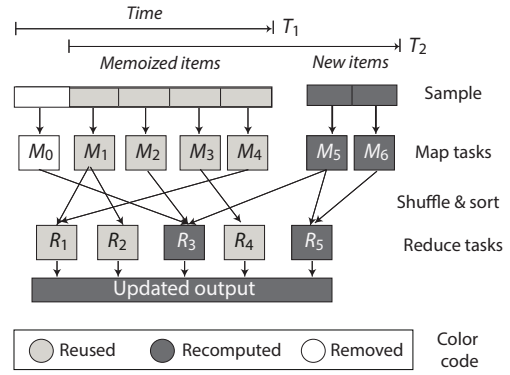 Time
T1
T2
Memoized items
New items
Sample
M0 M1 M2 M3 M4 M5 M6
Map tasks
Shuffle & sort
R1 R2 R3 R4 R5
Reduce tasks
Updated output
Reused Recomputed Removed
Color
code